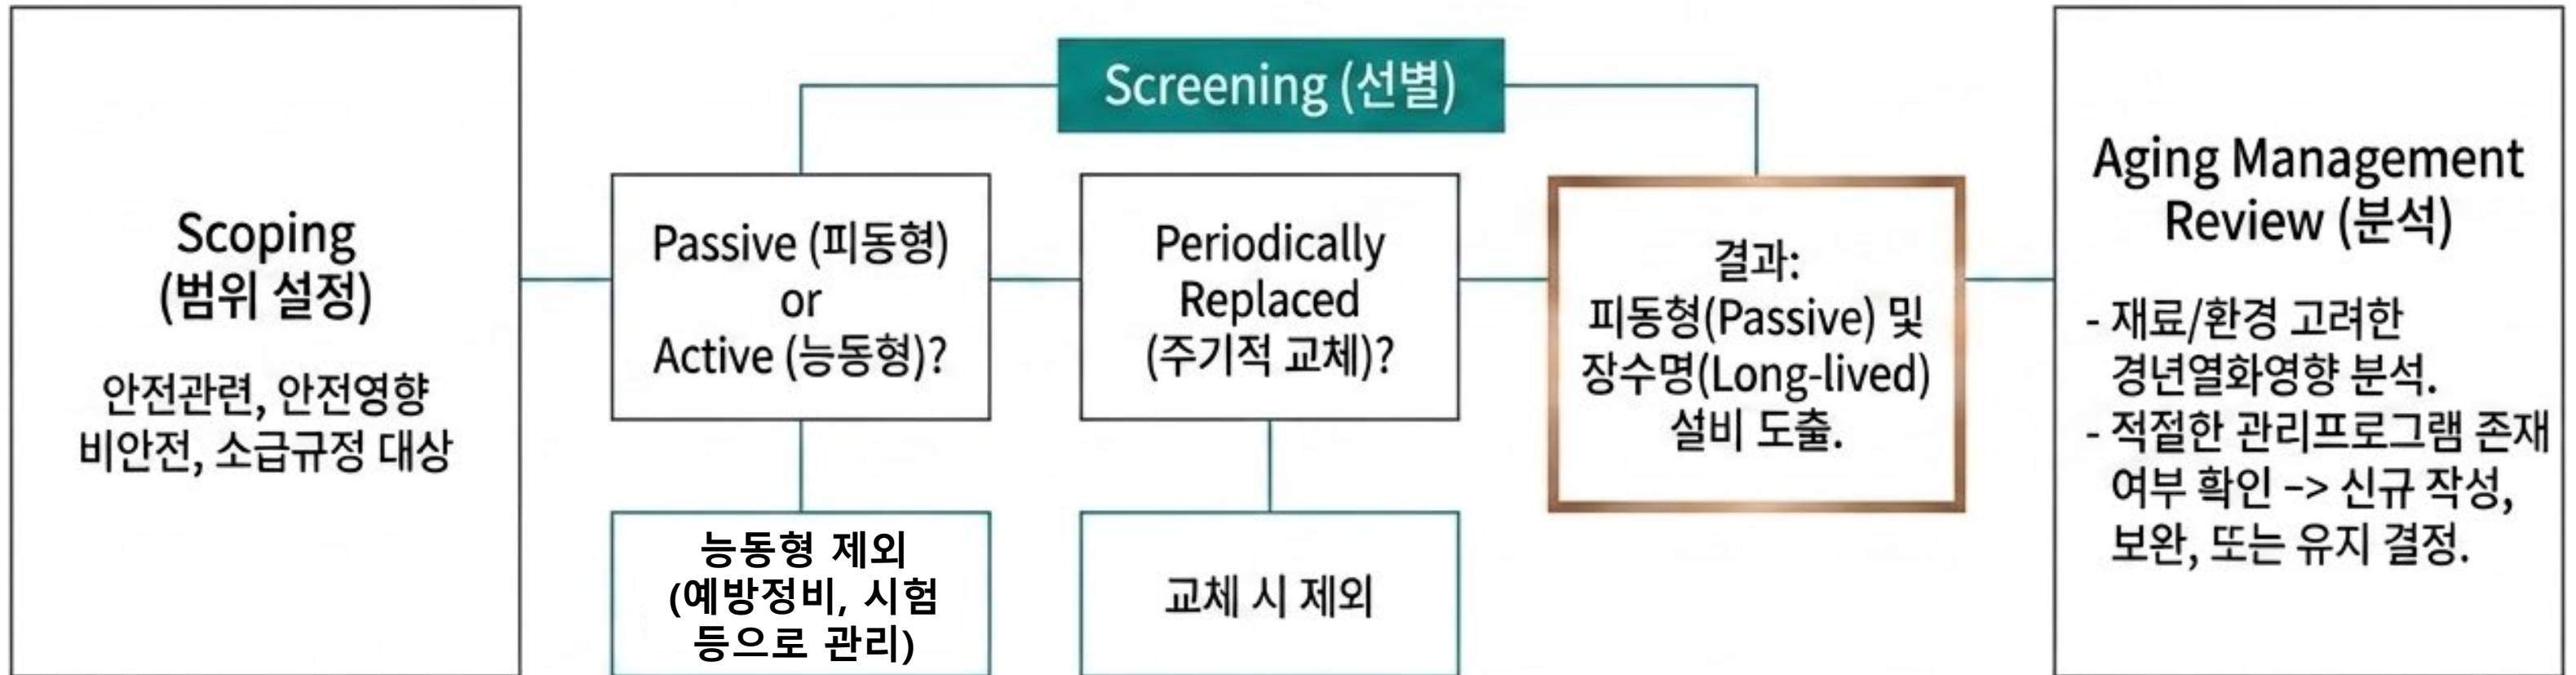 Scoping
(범위 설정)
안전관련, 안전영향
비안전, 소급규정 대상
Screening (선별)
Passive (피동형)
or
Active (능동형)?
능동형 제외
(예방정비, 시험
등으로 관리)
Periodically
Replaced
(주기적 교체)?
교체 시 제외
결과:
피동형(Passive) 및
장수명(Long-lived)
설비 도출.
Aging Management
Review (분석)
- 재료/환경 고려한
경년열화영향 분석.
- 적절한 관리프로그램 존재
여부 확인 -> 신규 작성,
보완, 또는 유지 결정.